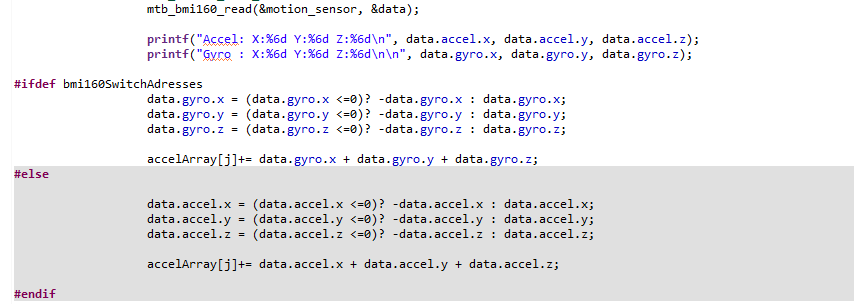 mtb_bmi160_read(&motion_sensor, &data);
printf("Accel: X:%6d Y:%6d Z:%6d\n", data.accel.x, data.accel.y, data.accel.z);
printf("Gyro : X:%6d Y:%6d Z:%6d\n\n", data.gyro.x, data.gyro.y, data.gyro.z);
#ifdef bmi160SwitchAdresses
data.gyro.x = (data.gyro.x <=0)? -data.gyro.x : data.gyro.x;
data.gyro.y = (data.gyro.y <=0)? -data.gyro.y : data.gyro.y;
data.gyro.z = (data.gyro.z <=0)? -data.gyro.z : data.gyro.z;
accelArray[j]+= data.gyro.x + data.gyro.y + data.gyro.z;
#else
data.accel.x = (data.accel.x <=0)? -data.accel.x : data.accel.x;
data.accel.y = (data.accel.y <=0)? -data.accel.y : data.accel.y;
data.accel.z = (data.accel.z <=0)? -data.accel.z : data.accel.z;
accelArray[j]+= data.accel.x + data.accel.y + data.accel.z;
#endif